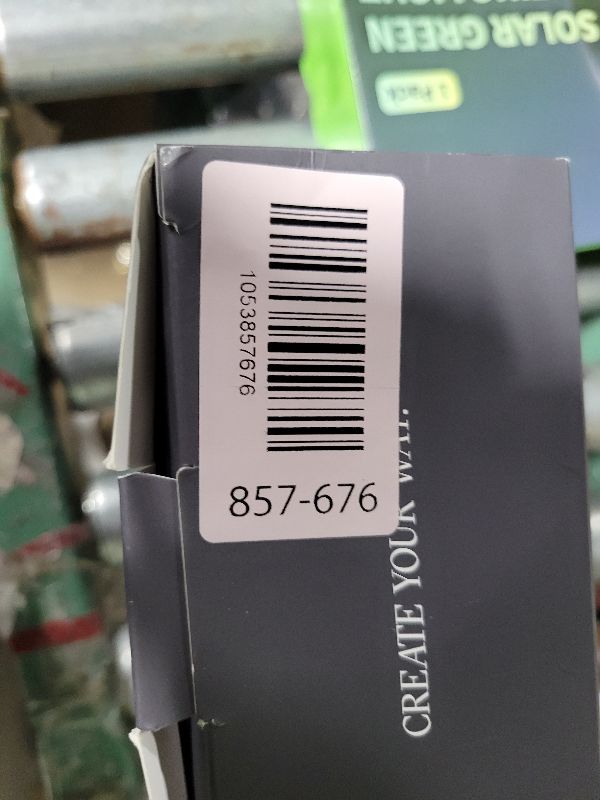 SOLAR GREEN
1 Pack
1053857676
857-676
CREATE YOUR WAY.